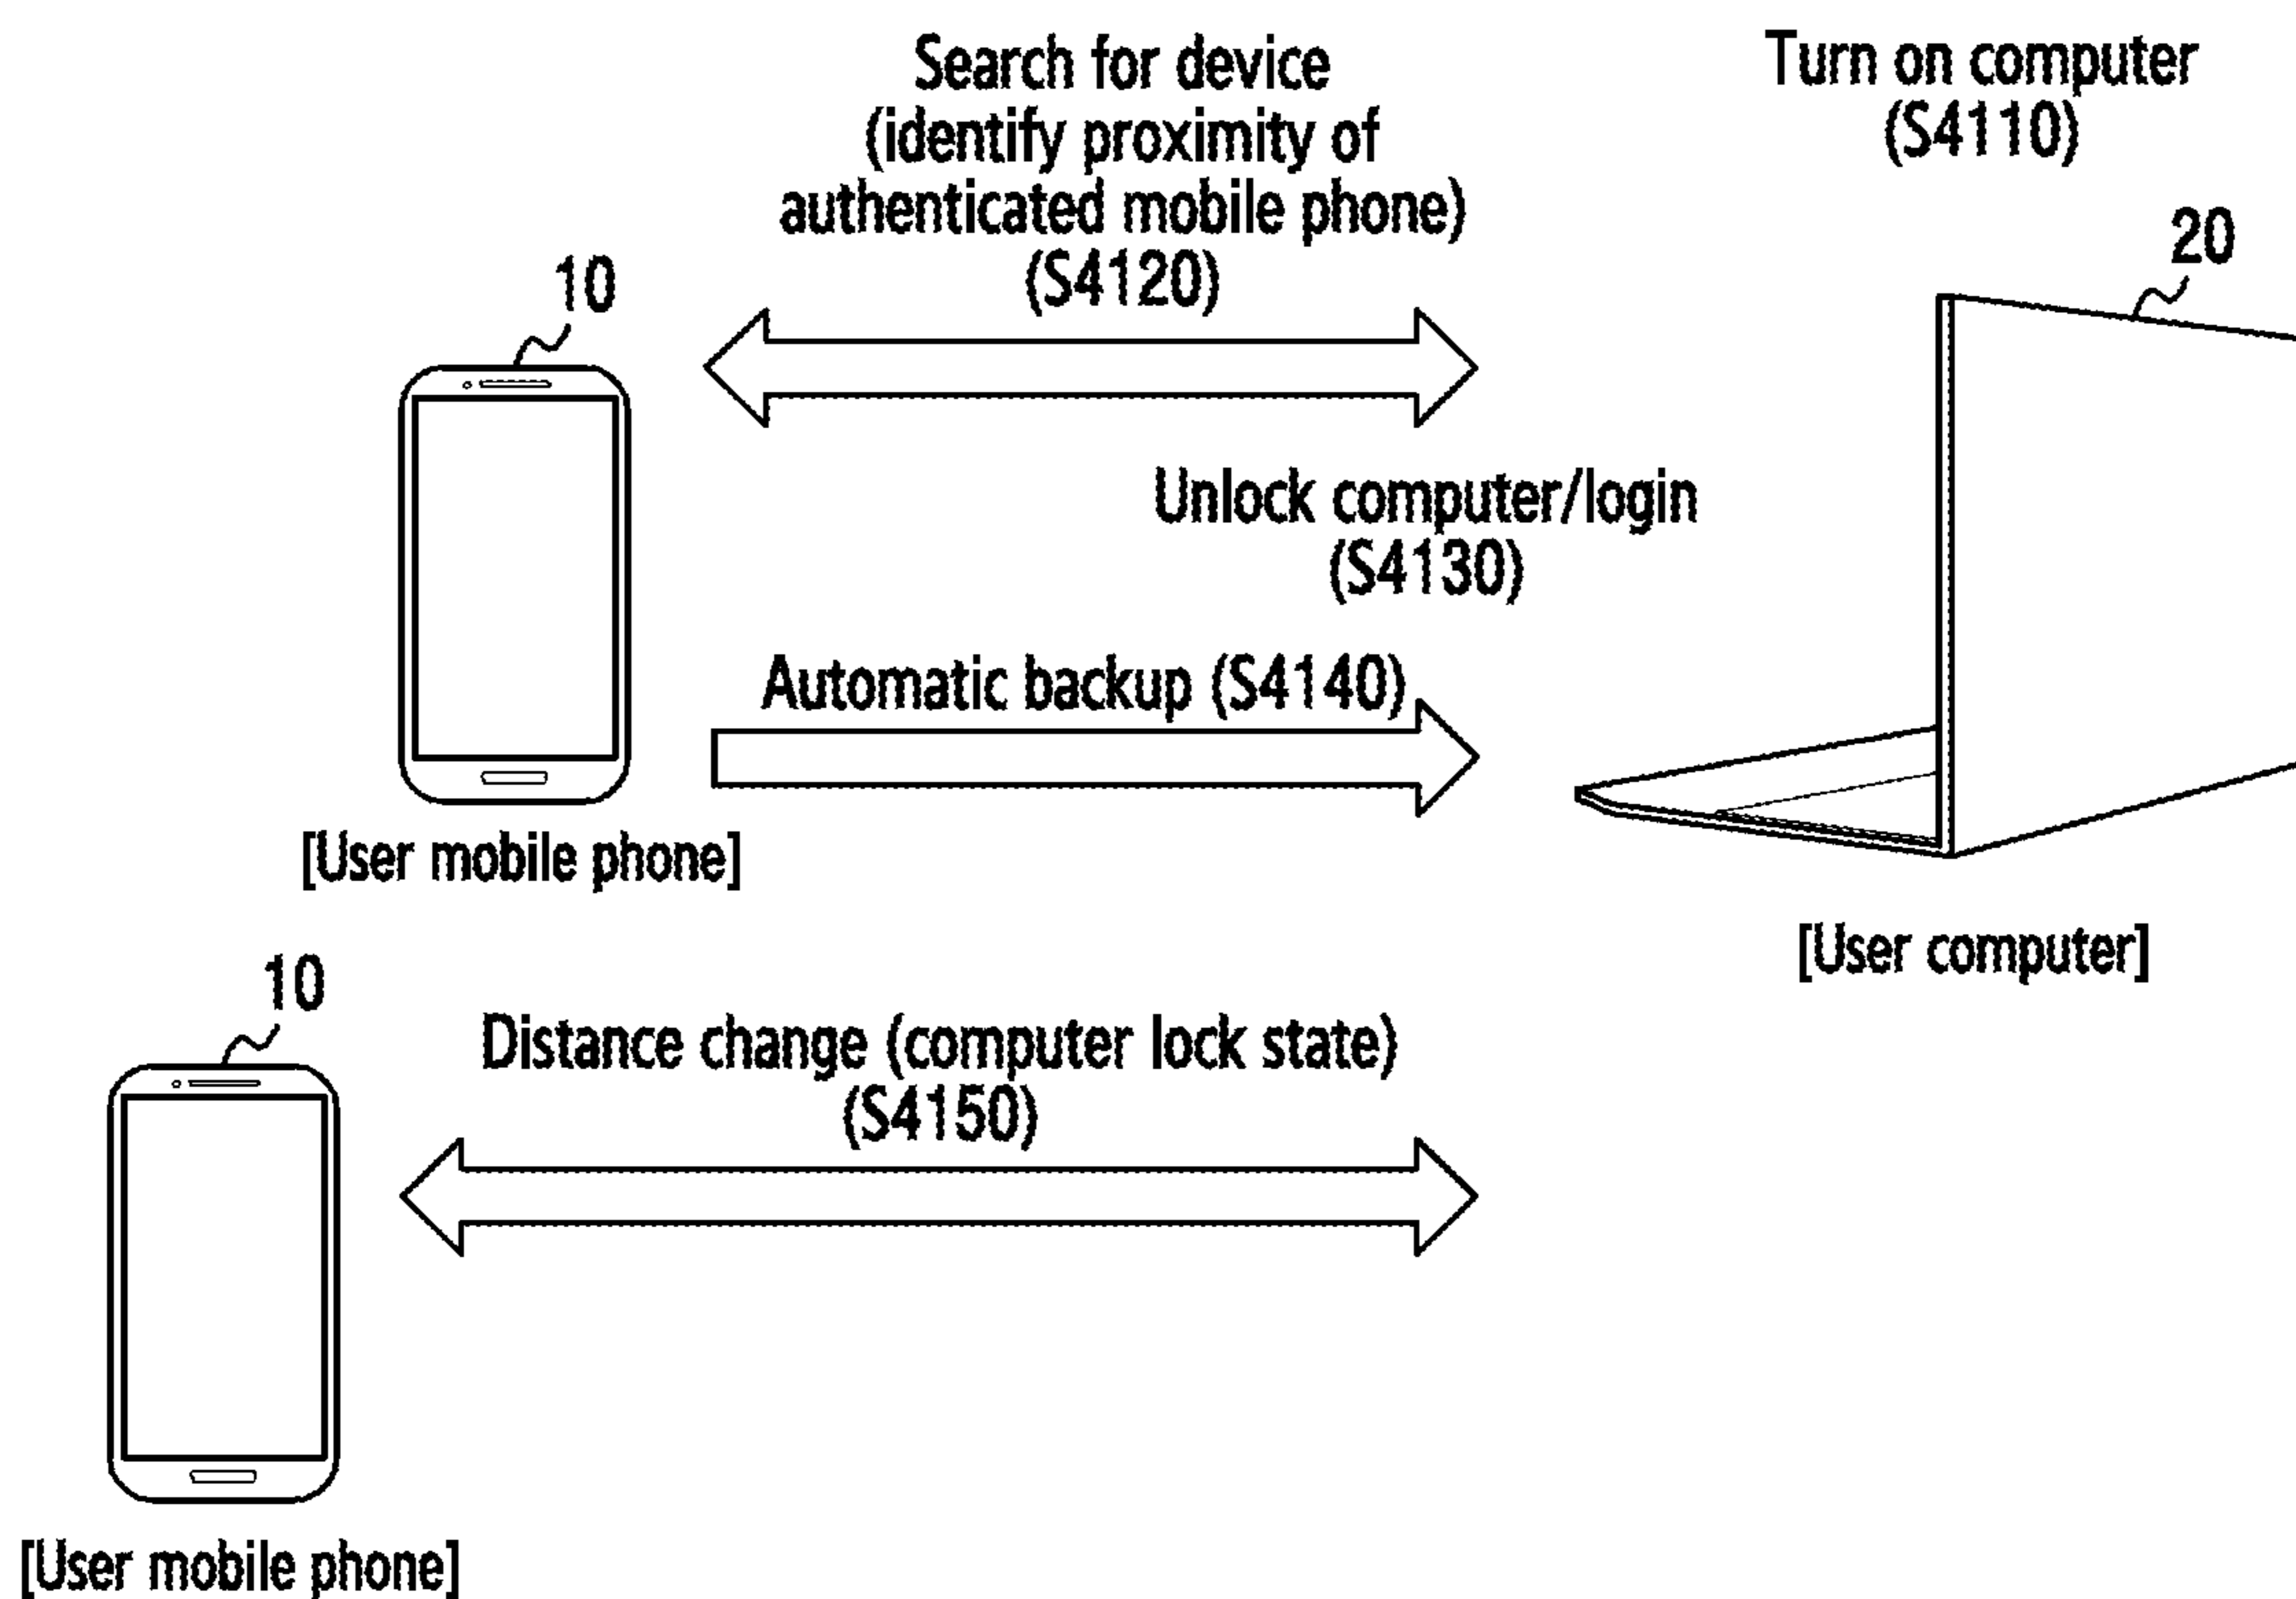 Search for device
(identify proximity of
authenticated mobile phone)
(S4120)
Turn on computer
(S4110)
10
20
Unlock computer/login
(S4130)
Automatic backup (S4140)
[User mobile phone]
[User computer]
10
Distance change (computer lock state)
(S4150)
[User mobile phone]